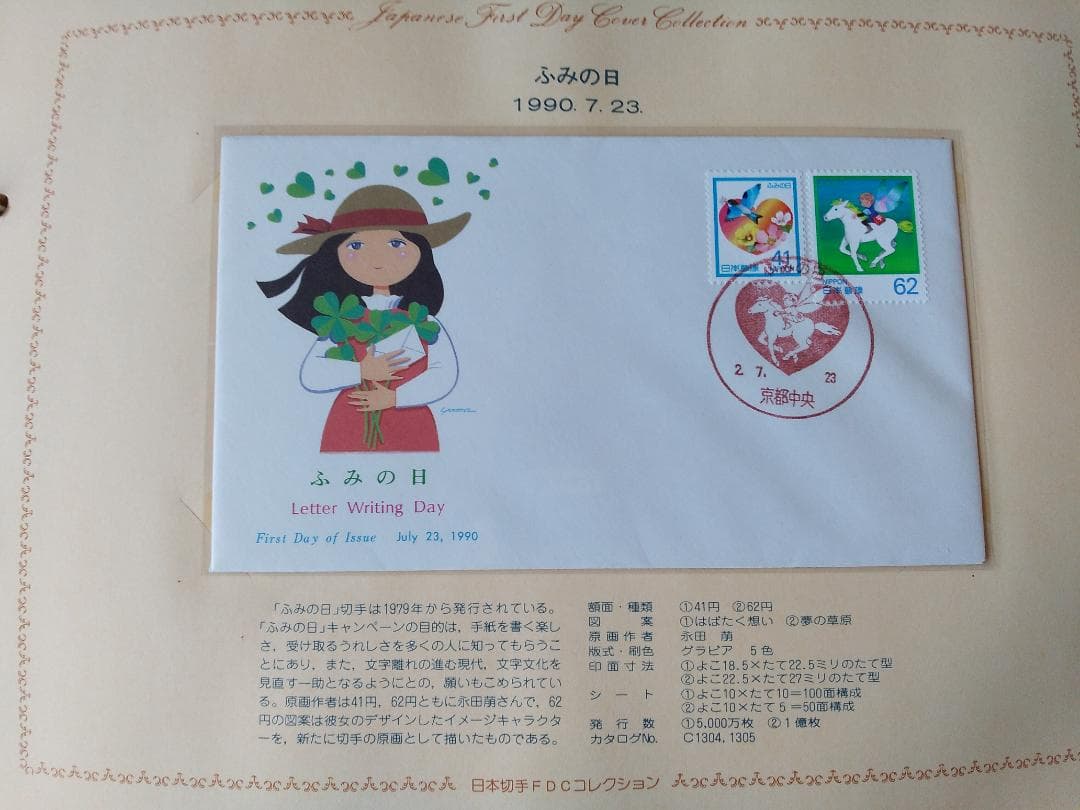 Japanese First Day Cover Collection
ふみの日
1990. 7. 23.
ふみの日
41
日本郵便
NIPPON
NIPPON
日本郵便
62
ふみの日
2 7. 23
京都中央
ふみの日
Letter Writing Day
First Day of Issue July 23, 1990
「ふみの日」切手は1979年から発行されている。
「ふみの日」キャンペーンの目的は、手紙を書く楽し
さ、受け取るうれしさを多くの人に知ってもらうこ
とにあり、また、文字離れの進む現代、文字文化を
見直す一助となるようにとの、願いもこめられてい
る。原画作者は41円、62円ともに永田萠さんで、62
円の図案は彼女のデザインしたイメージキャラクタ
ーを、新たに切手の原画として描いたものである。
額面・種類 ①41円 ②62円
図案 ①はばたく想い ②夢の草原
原画作者 永田 萠
版式・刷色 グラビア 5色
印面寸法 ①よこ18.5×たて22.5ミリのたて型
②よこ22.5×たて27ミリのたて型
シート ①よこ10×たて10＝100面構成
②よこ10×たて5＝50面構成
発行数 ①5,000万枚 ②1億枚
カタログNo. C1304, 1305
日本切手FDCコレクション